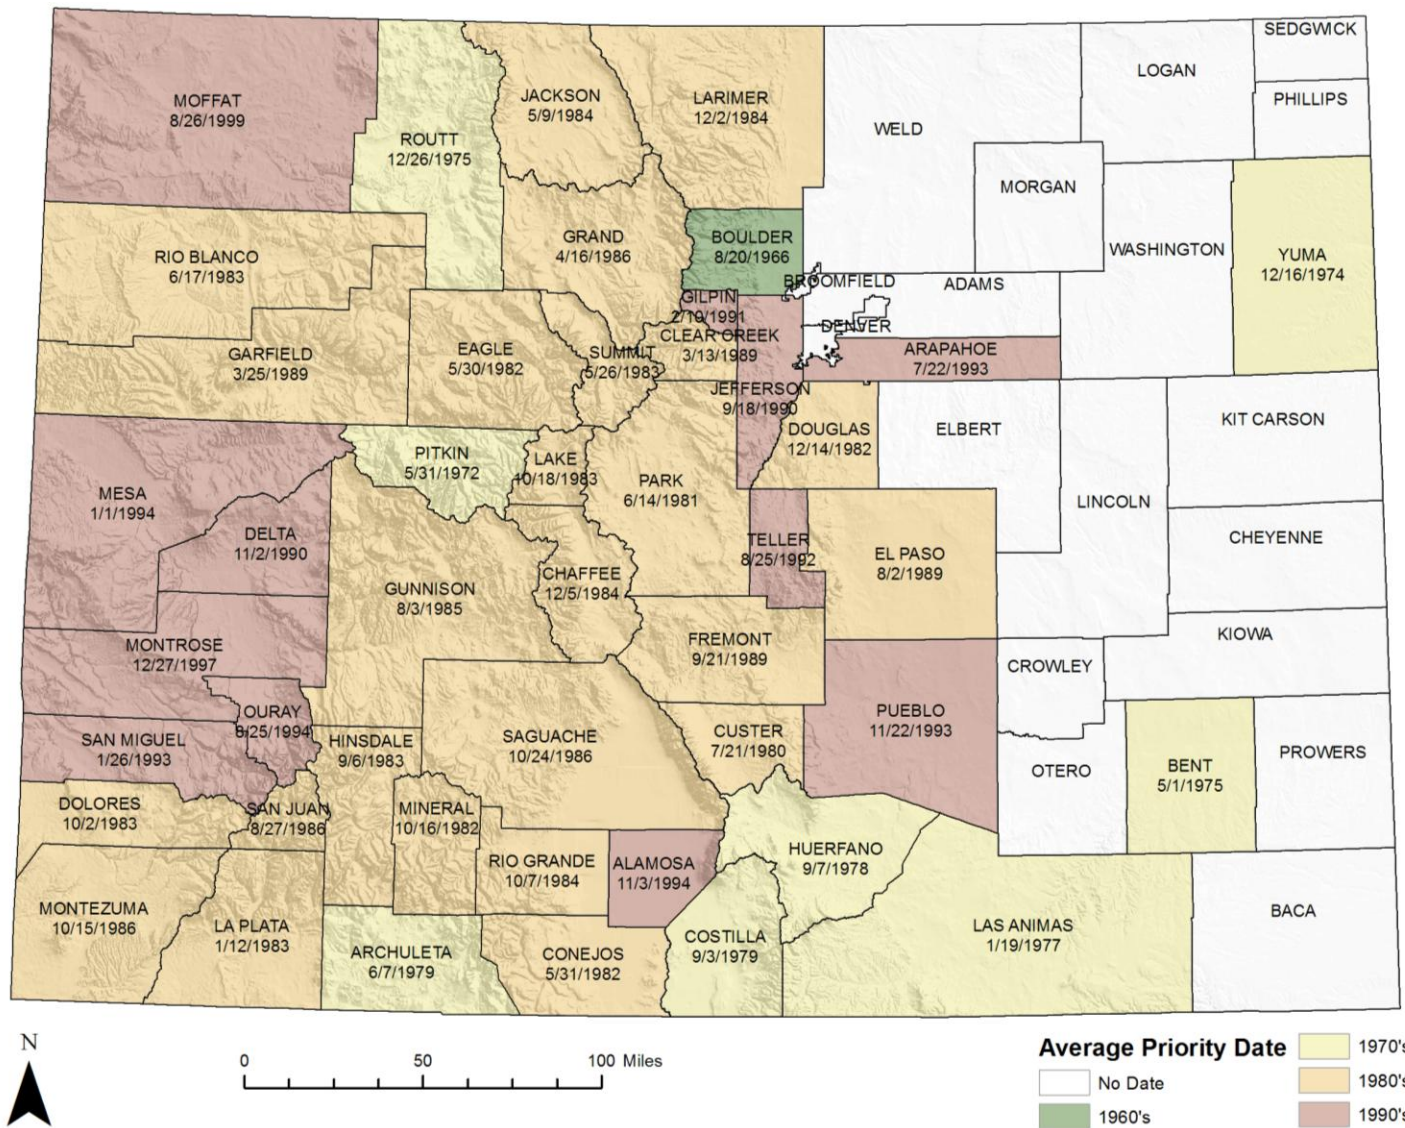 SEDGWICK
LOGAN
PHILLIPS
MOFFAT
8/26/1999
JACKSON
5/9/1984
LARIMER
12/2/1984
ROUTT
12/26/1975
WELD
MORGAN
WASHINGTON
YUMA
12/16/1974
RIO BLANCO
6/17/1983
GRAND
4/16/1986
BOULDER
8/20/1966
BROOMFIELD
ADAMS
GILPIN
2/10/1991
DENVER
CLEAR CREEK
3/13/1989
ARAPAHOE
7/22/1993
GARFIELD
3/25/1989
EAGLE
5/30/1982
SUMMIT
5/26/1983
JEFFERSON
9/18/1990
DOUGLAS
12/14/1982
ELBERT
KIT CARSON
PITKIN
5/31/1972
LAKE
10/18/1983
PARK
6/14/1981
MESA
1/1/1994
LINCOLN
DELTA
11/2/1990
TELLER
8/25/1992
EL PASO
8/2/1989
CHEYENNE
GUNNISON
8/3/1985
CHAFFEE
12/5/1984
MONTROSE
12/27/1997
FREMONT
9/21/1989
KIOWA
CROWLEY
OURAY
8/25/1994
SAN MIGUEL
1/26/1993
HINSDALE
9/6/1983
SAGUACHE
10/24/1986
CUSTER
7/21/1980
PUEBLO
11/22/1993
OTERO
BENT
5/1/1975
PROWERS
DOLORES
10/2/1983
SAN JUAN
8/27/1986
MINERAL
10/16/1982
RIO GRANDE
10/7/1984
ALAMOSA
11/3/1994
HUERFANO
9/7/1978
MONTEZUMA
10/15/1986
LA PLATA
1/12/1983
ARCHULETA
6/7/1979
CONEJOS
5/31/1982
COSTILLA
9/3/1979
LAS ANIMAS
1/19/1977
BACA
N
0 50 100 Miles
Average Priority Date
No Date
1960's
1970's
1980's
1990's